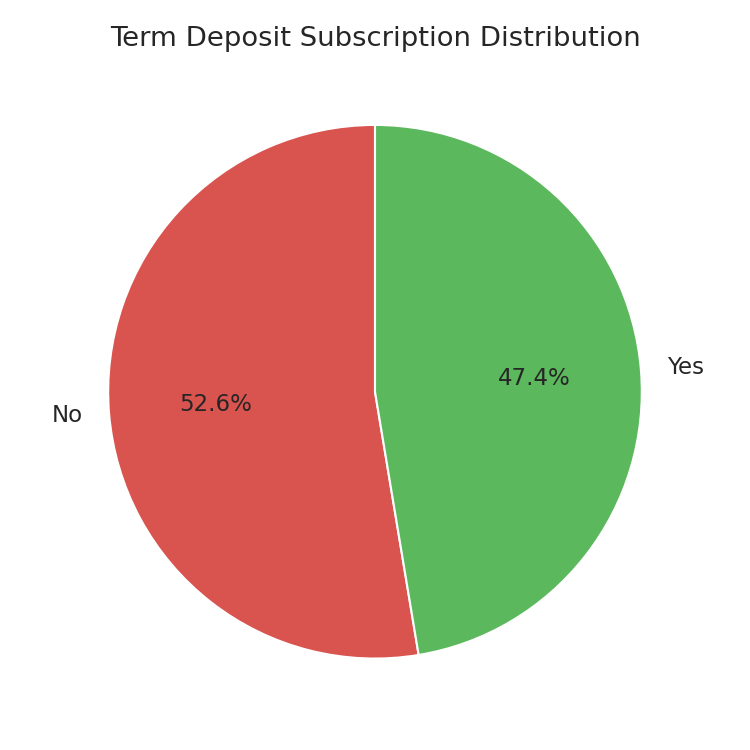 Term Deposit Subscription Distribution
Yes
47.4%
52.6%
No